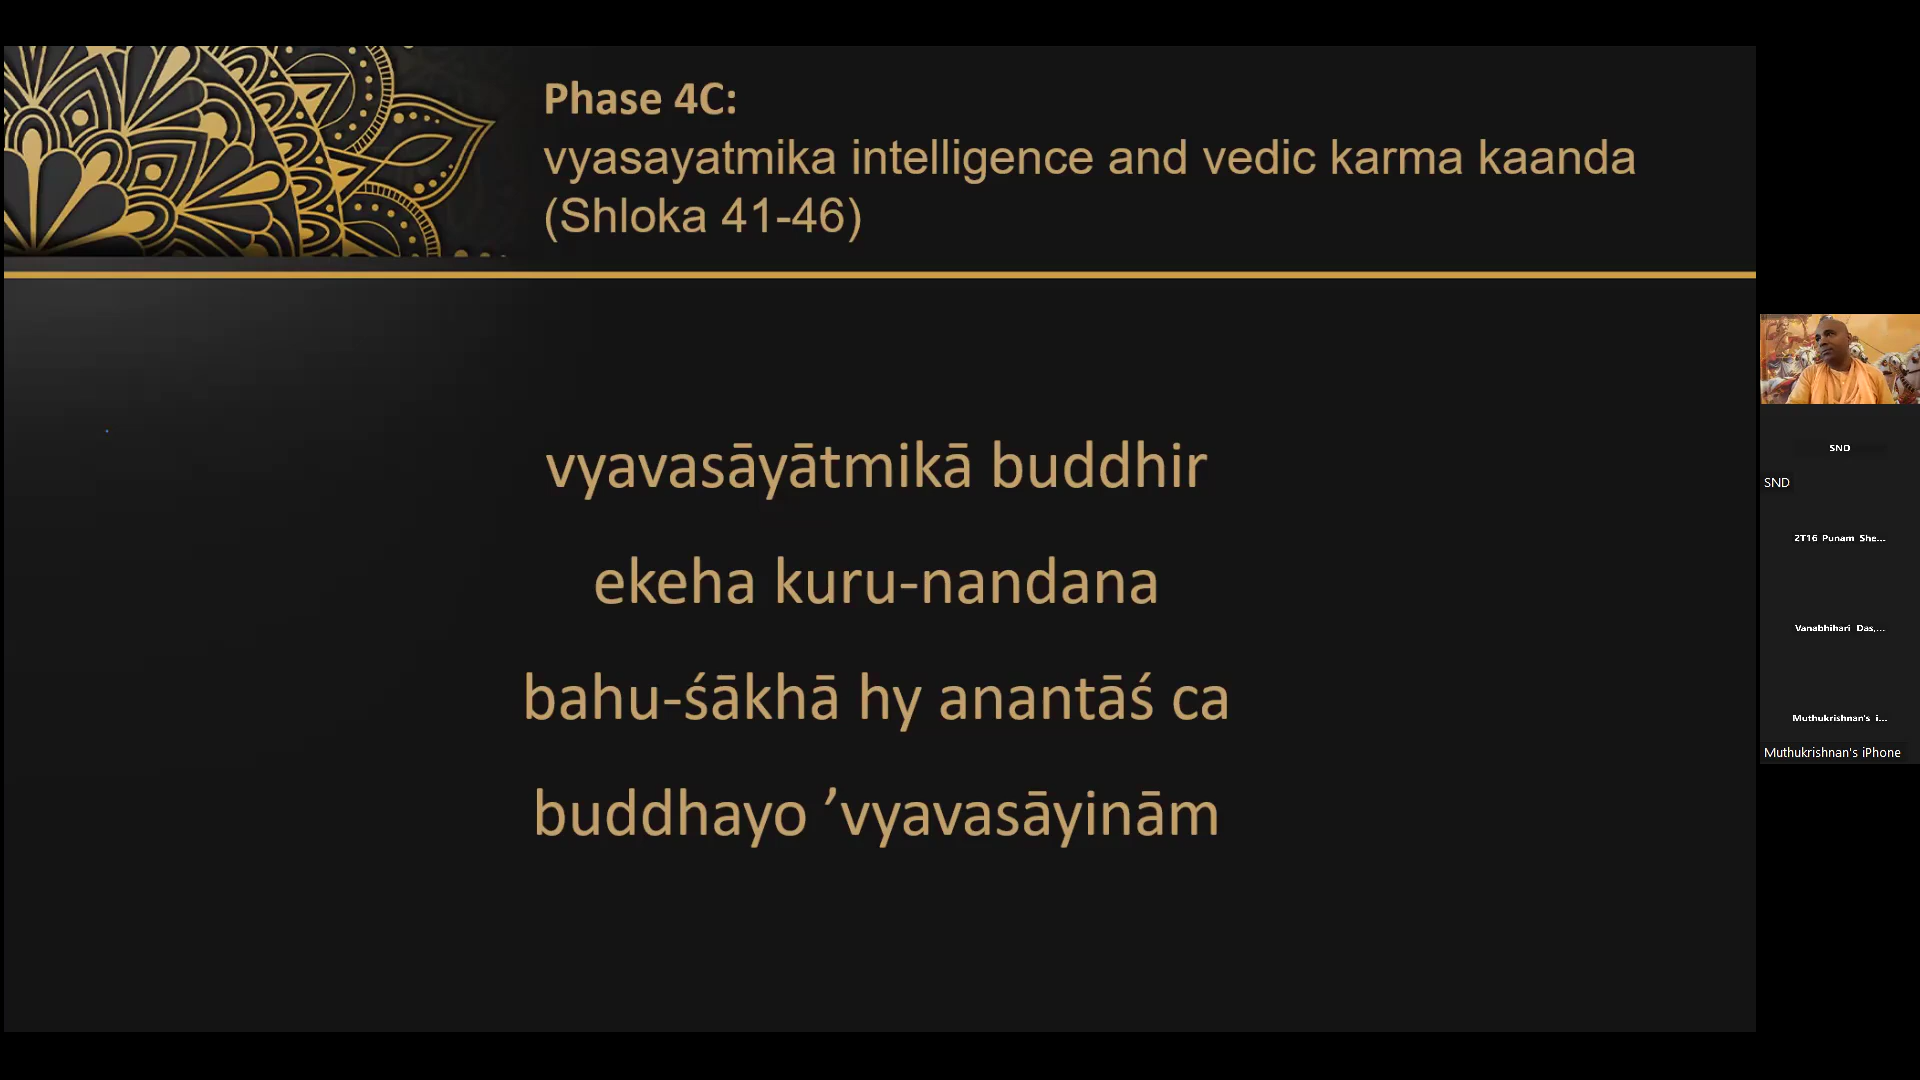 Phase 4C:
vyasayatmika intelligence and vedic karma kaanda
(Shloka 41-46)
vyavasāyātmikā buddhir
ekeha kuru-nandana
bahu-śākhā hy anantāś ca
buddhayo ’vyavasāyinām
SND
SND
2T16 Punam She...
Vanabhihari Das,...
Muthukrishnan's i...
Muthukrishnan's iPhone